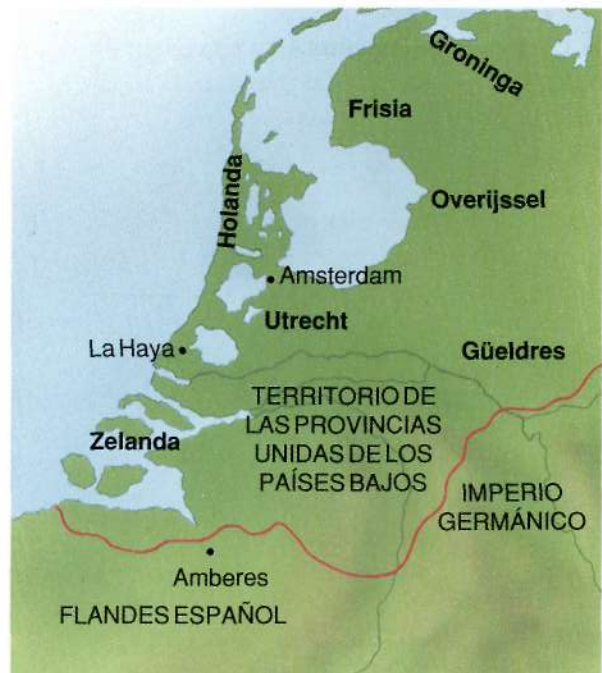 Groninga
Frisia
Holanda
Overijssel
Amsterdam
Utrecht
La Haya
Güeldres
TERRITORIO DE
LAS PROVINCIAS
UNIDAS DE LOS
PAÍSES BAJOS
Zelanda
IMPERIO
GERMÁNICO
Amberes
FLANDES ESPAÑOL